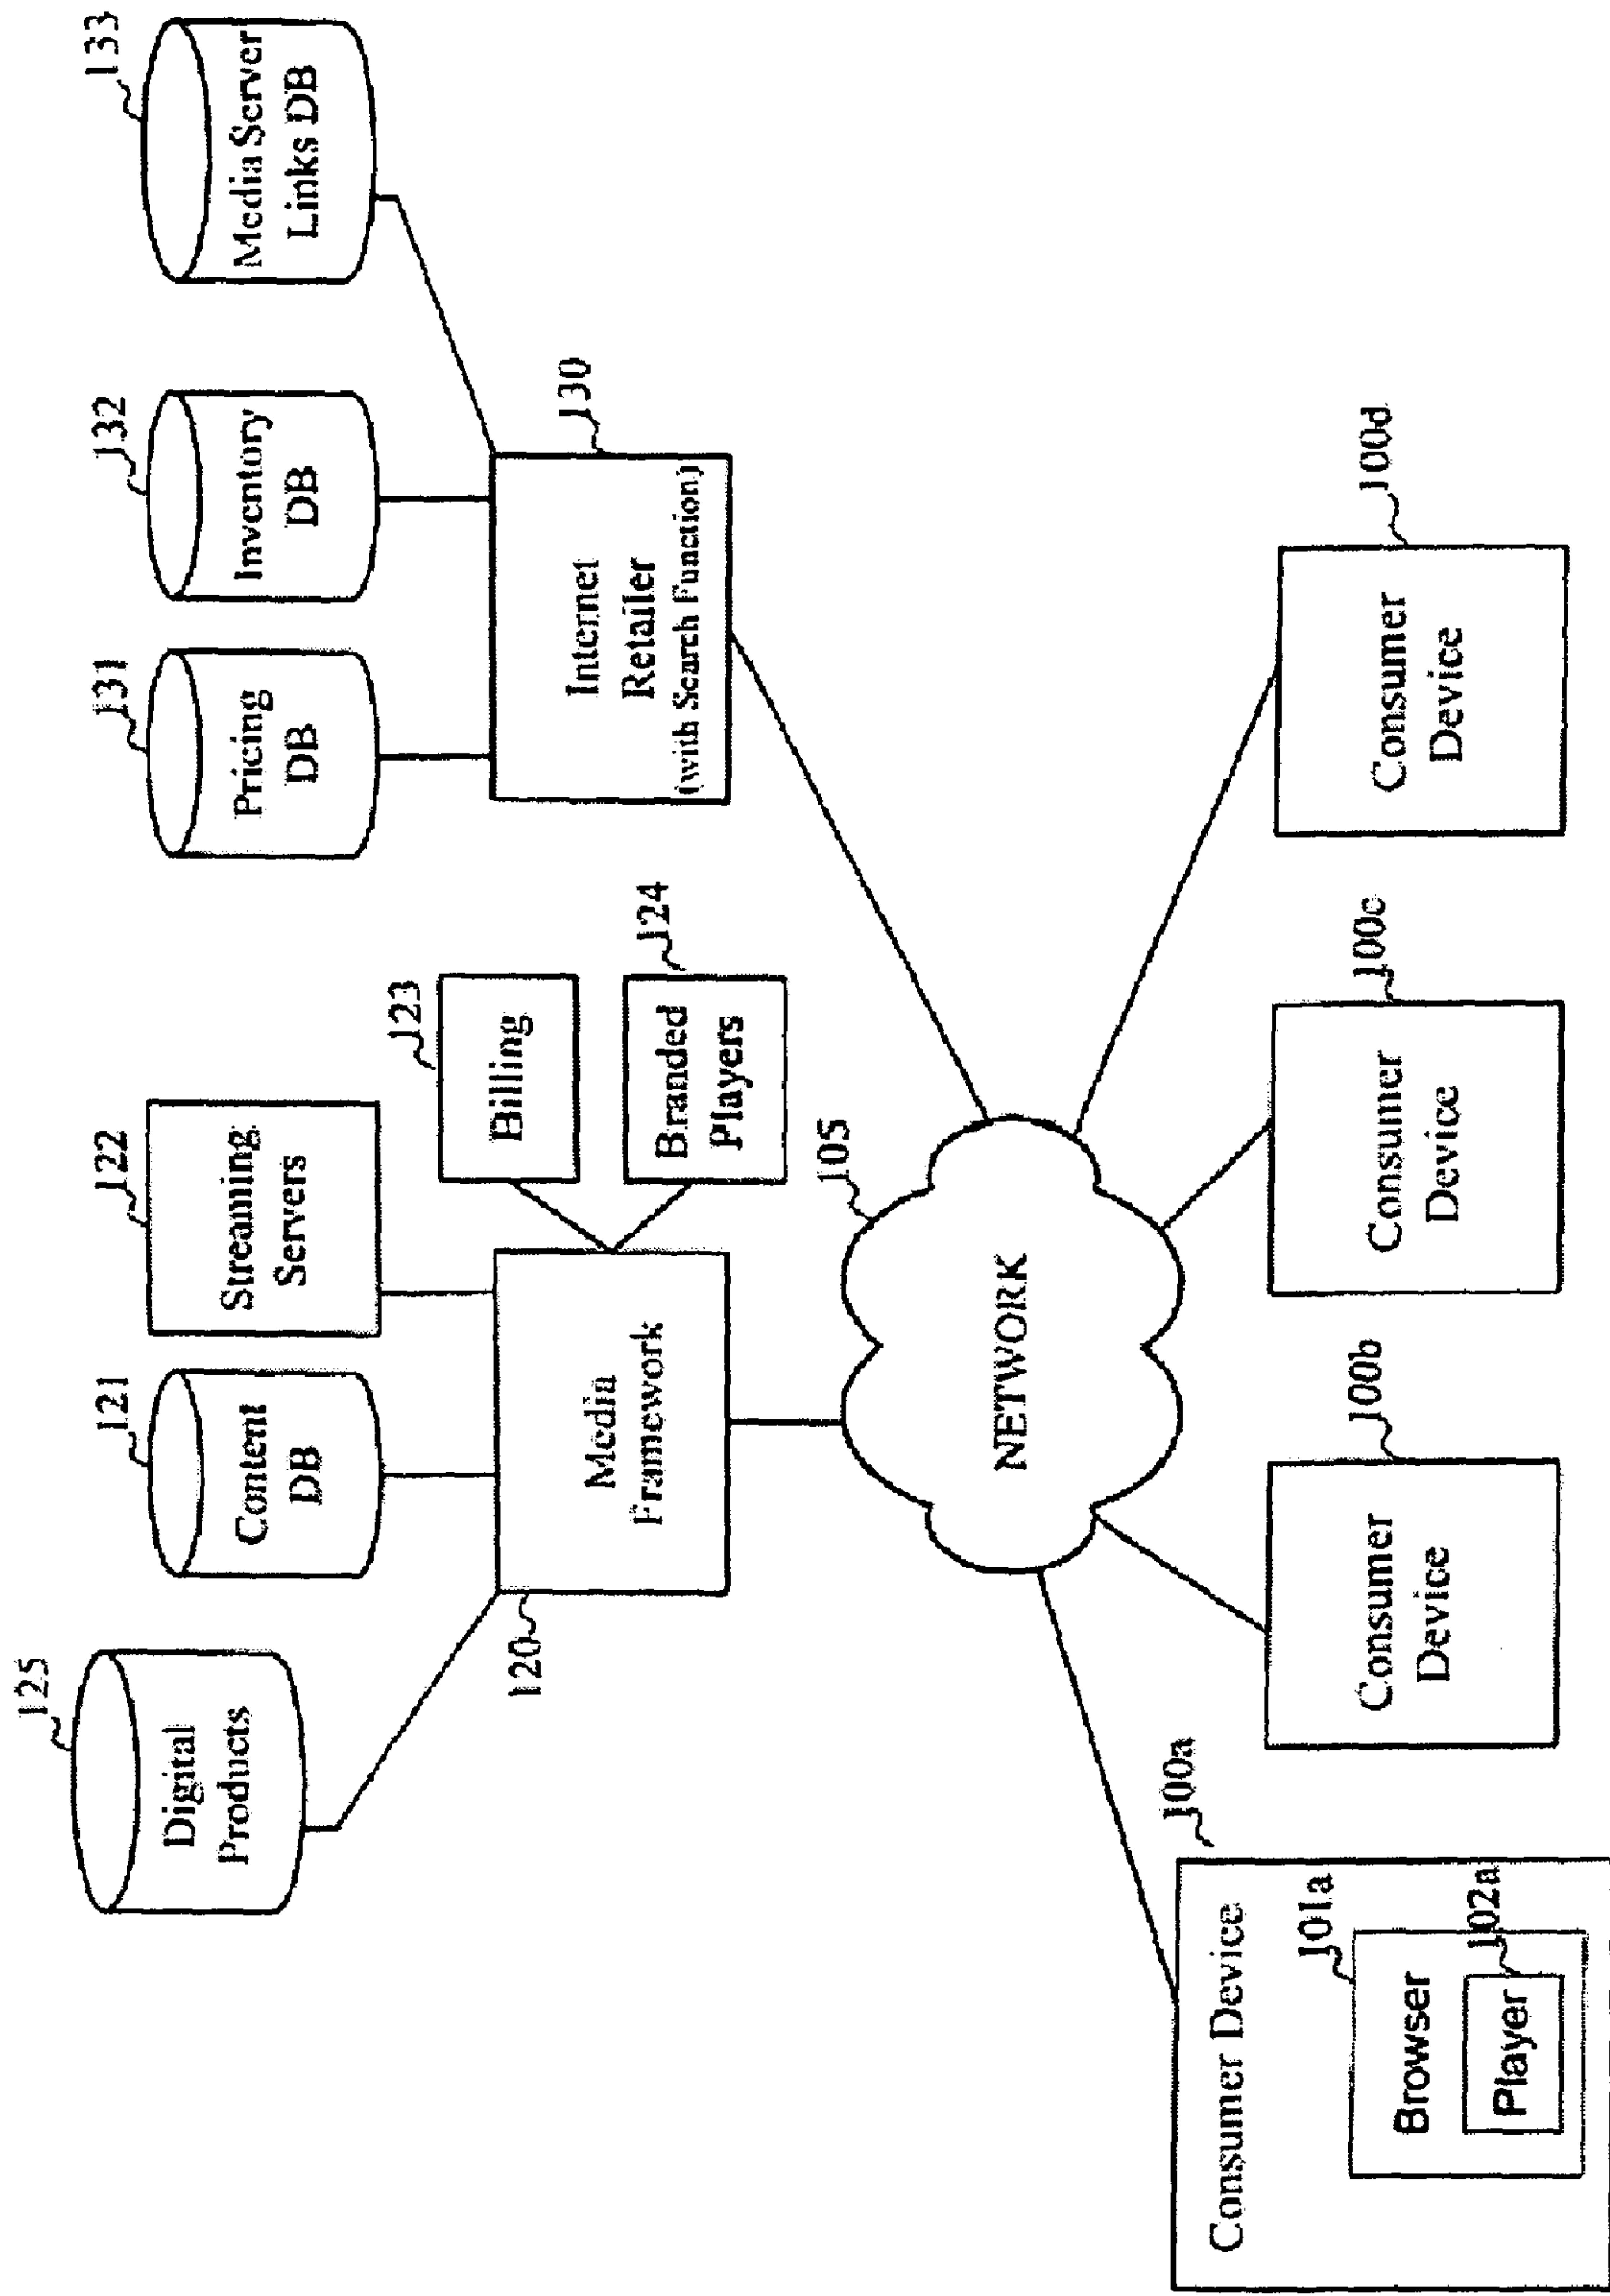 125
Digital
Products
121
Content
DB
122
Streaming
Servers
131
Pricing
DB
132
Inventory
DB
133
Media Server
Links DB
123
Billing
124
Branded
Players
120
Media
Framework
130
Internet
Retailer
(with Search Function)
105
NETWORK
100a
Consumer Device
101a
Browser
102a
Player
100b
Consumer
Device
100c
Consumer
Device
100d
Consumer
Device